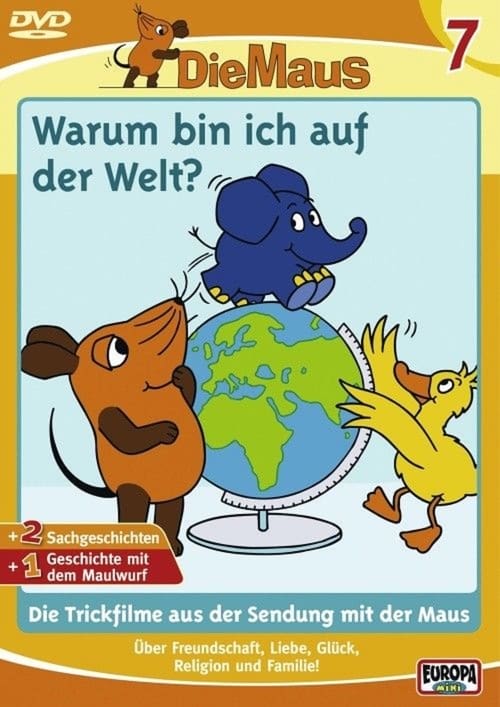 DVD
DieMaus
7
Warum bin ich auf
der Welt?
+2 Sachgeschichten
+1 Geschichte mit
dem Maulwurf
Die Trickfilme aus der Sendung mit der Maus
Über Freundschaft, Liebe, Glück,
Religion und Familie!
EUROPA
MINI